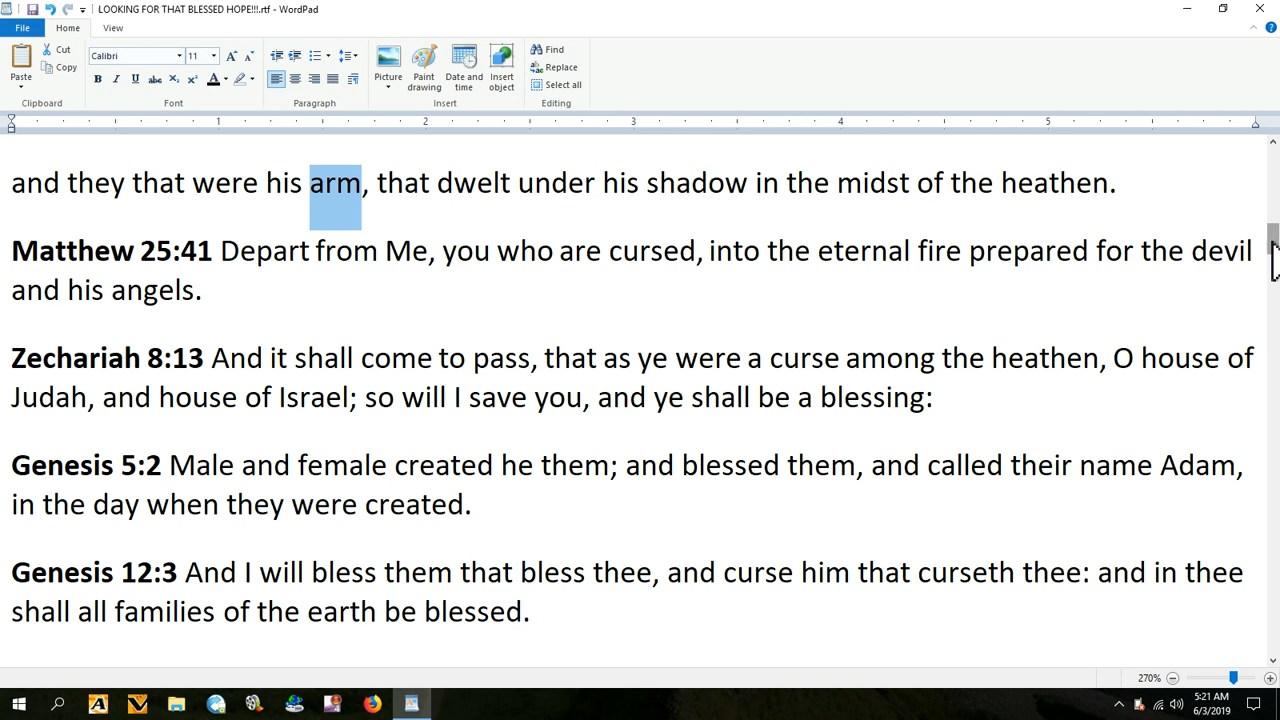 LOOKING FOR THAT BLESSED HOPE!!!.rtf - WordPad
File Home View
Paste
Cut
Copy
Clipboard
Calibri 11
Font
Paragraph
Picture
Paint drawing
Date and time
Insert object
Insert
Find
Replace
Select all
Editing
1 2 3 4 5
and they that were his arm, that dwelt under his shadow in the midst of the heathen.
Matthew 25:41 Depart from Me, you who are cursed, into the eternal fire prepared for the devil
and his angels.
Zechariah 8:13 And it shall come to pass, that as ye were a curse among the heathen, O house of
Judah, and house of Israel; so will I save you, and ye shall be a blessing:
Genesis 5:2 Male and female created he them; and blessed them, and called their name Adam,
in the day when they were created.
Genesis 12:3 And I will bless them that bless thee, and curse him that curseth thee: and in thee
shall all families of the earth be blessed.
270%
5:21 AM
6/3/2019